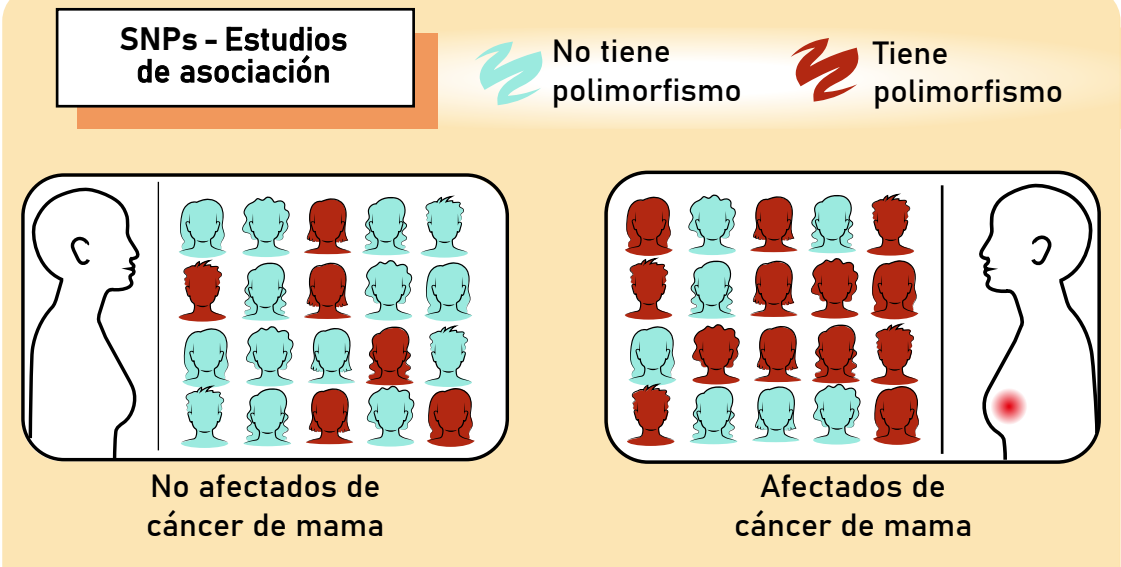 SNPs - Estudios
de asociación
No tiene
polimorfismo
Tiene
polimorfismo
No afectados de
cáncer de mama
Afectados de
cáncer de mama